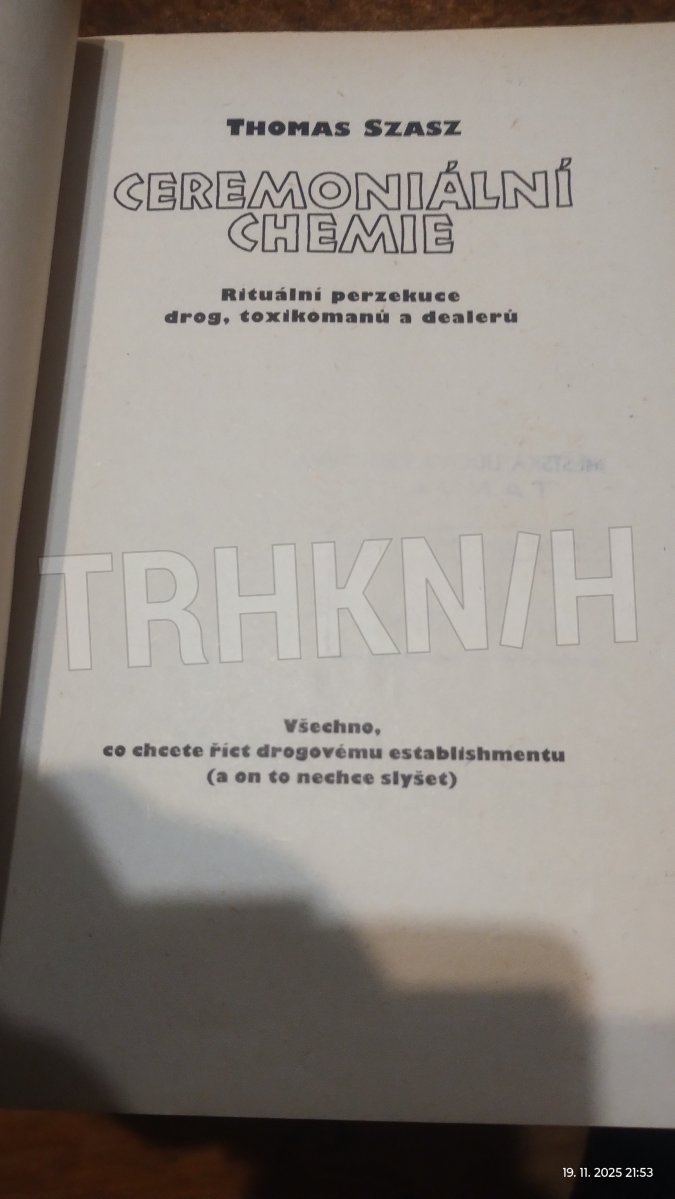 THOMAS SZASZ
CEREMONIÁLNÍ
CHEMIE
Rituální perzekuce
drog, toxikomanů a dealerů
TRHKNIH
Všechno,
co chcete říct drogovému establishmentu
(a on to nechce slyšet)
19. 11. 2025 21:53